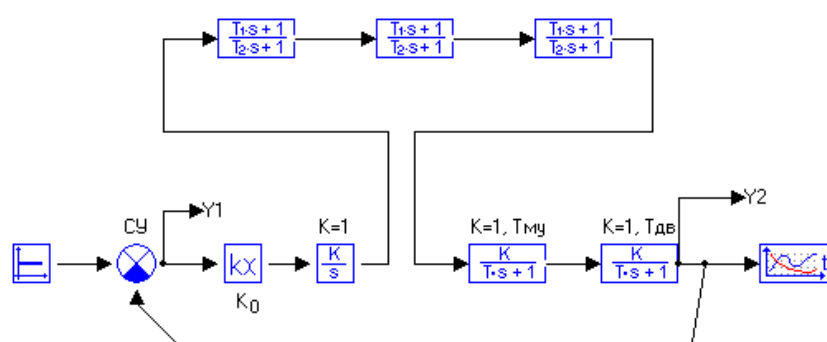 T₁·s + 1 T₁·s + 1 T₁·s + 1
T₂·s + 1 T₂·s + 1 T₂·s + 1
СУ Y1 K=1 K=1, Tму K=1, Tдв Y2
kx K K K t
s T·s + 1 T·s + 1
K₀